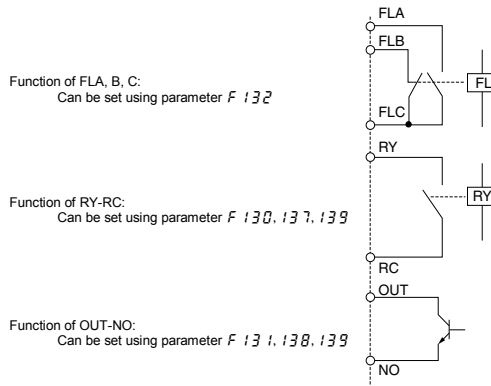 FLA
FLB
Function of FLA, B, C:
Can be set using parameter F 132
FL
FLC
RY
Function of RY-RC:
Can be set using parameter F 130, 137, 139
RY
RC
OUT
Function of OUT-NO:
Can be set using parameter F 131, 138, 139
NO